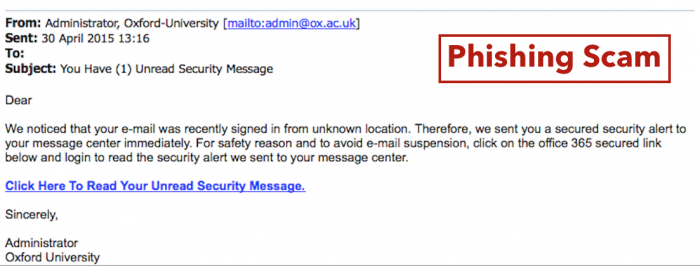 From: Administrator, Oxford-University [mailto:admin@ox.ac.uk]
Sent: 30 April 2015 13:16
To:
Subject: You Have (1) Unread Security Message
Phishing Scam
Dear
We noticed that your e-mail was recently signed in from unknown location. Therefore, we sent you a secured security alert to
your message center immediately. For safety reason and to avoid e-mail suspension, click on the office 365 secured link
below and login to read the security alert we sent to your message center.
Click Here To Read Your Unread Security Message.
Sincerely,
Administrator
Oxford University